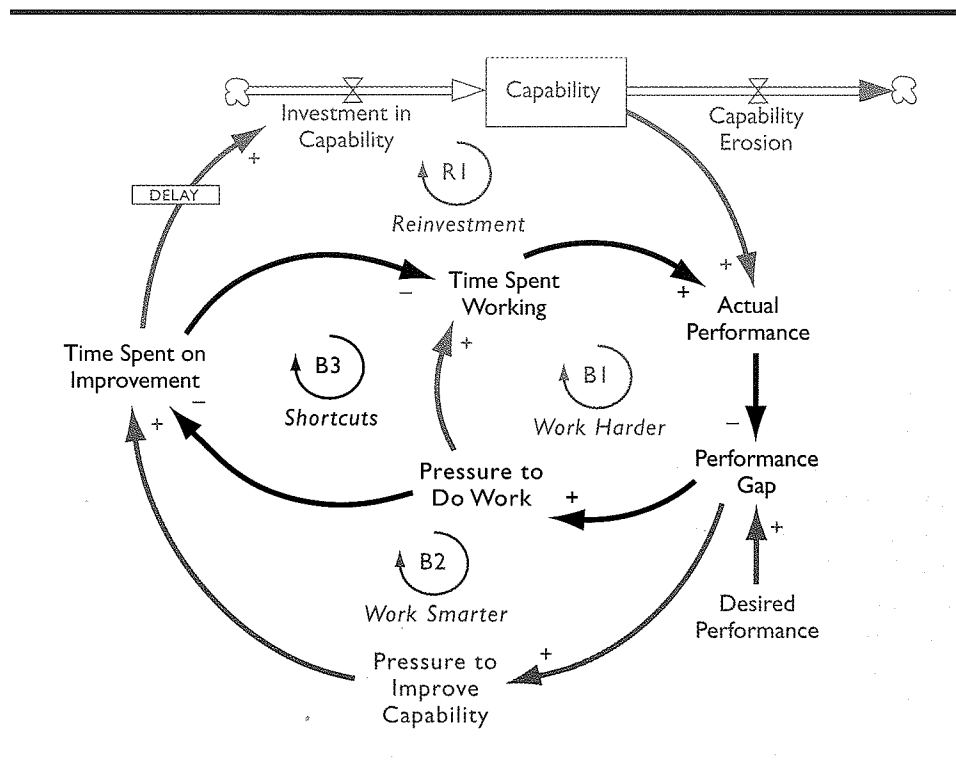 Capability
Investment in
Capability
Capability
Erosion
+
R1
DELAY
Reinvestment
+
–
Time Spent
Working
+
Actual
Performance
+
Time Spent on
Improvement
B3
B1
–
Shortcuts
Work Harder
–
+
Pressure to
Do Work
+
Performance
Gap
+
B2
Work Smarter
Desired
Performance
+
Pressure to
Improve
Capability